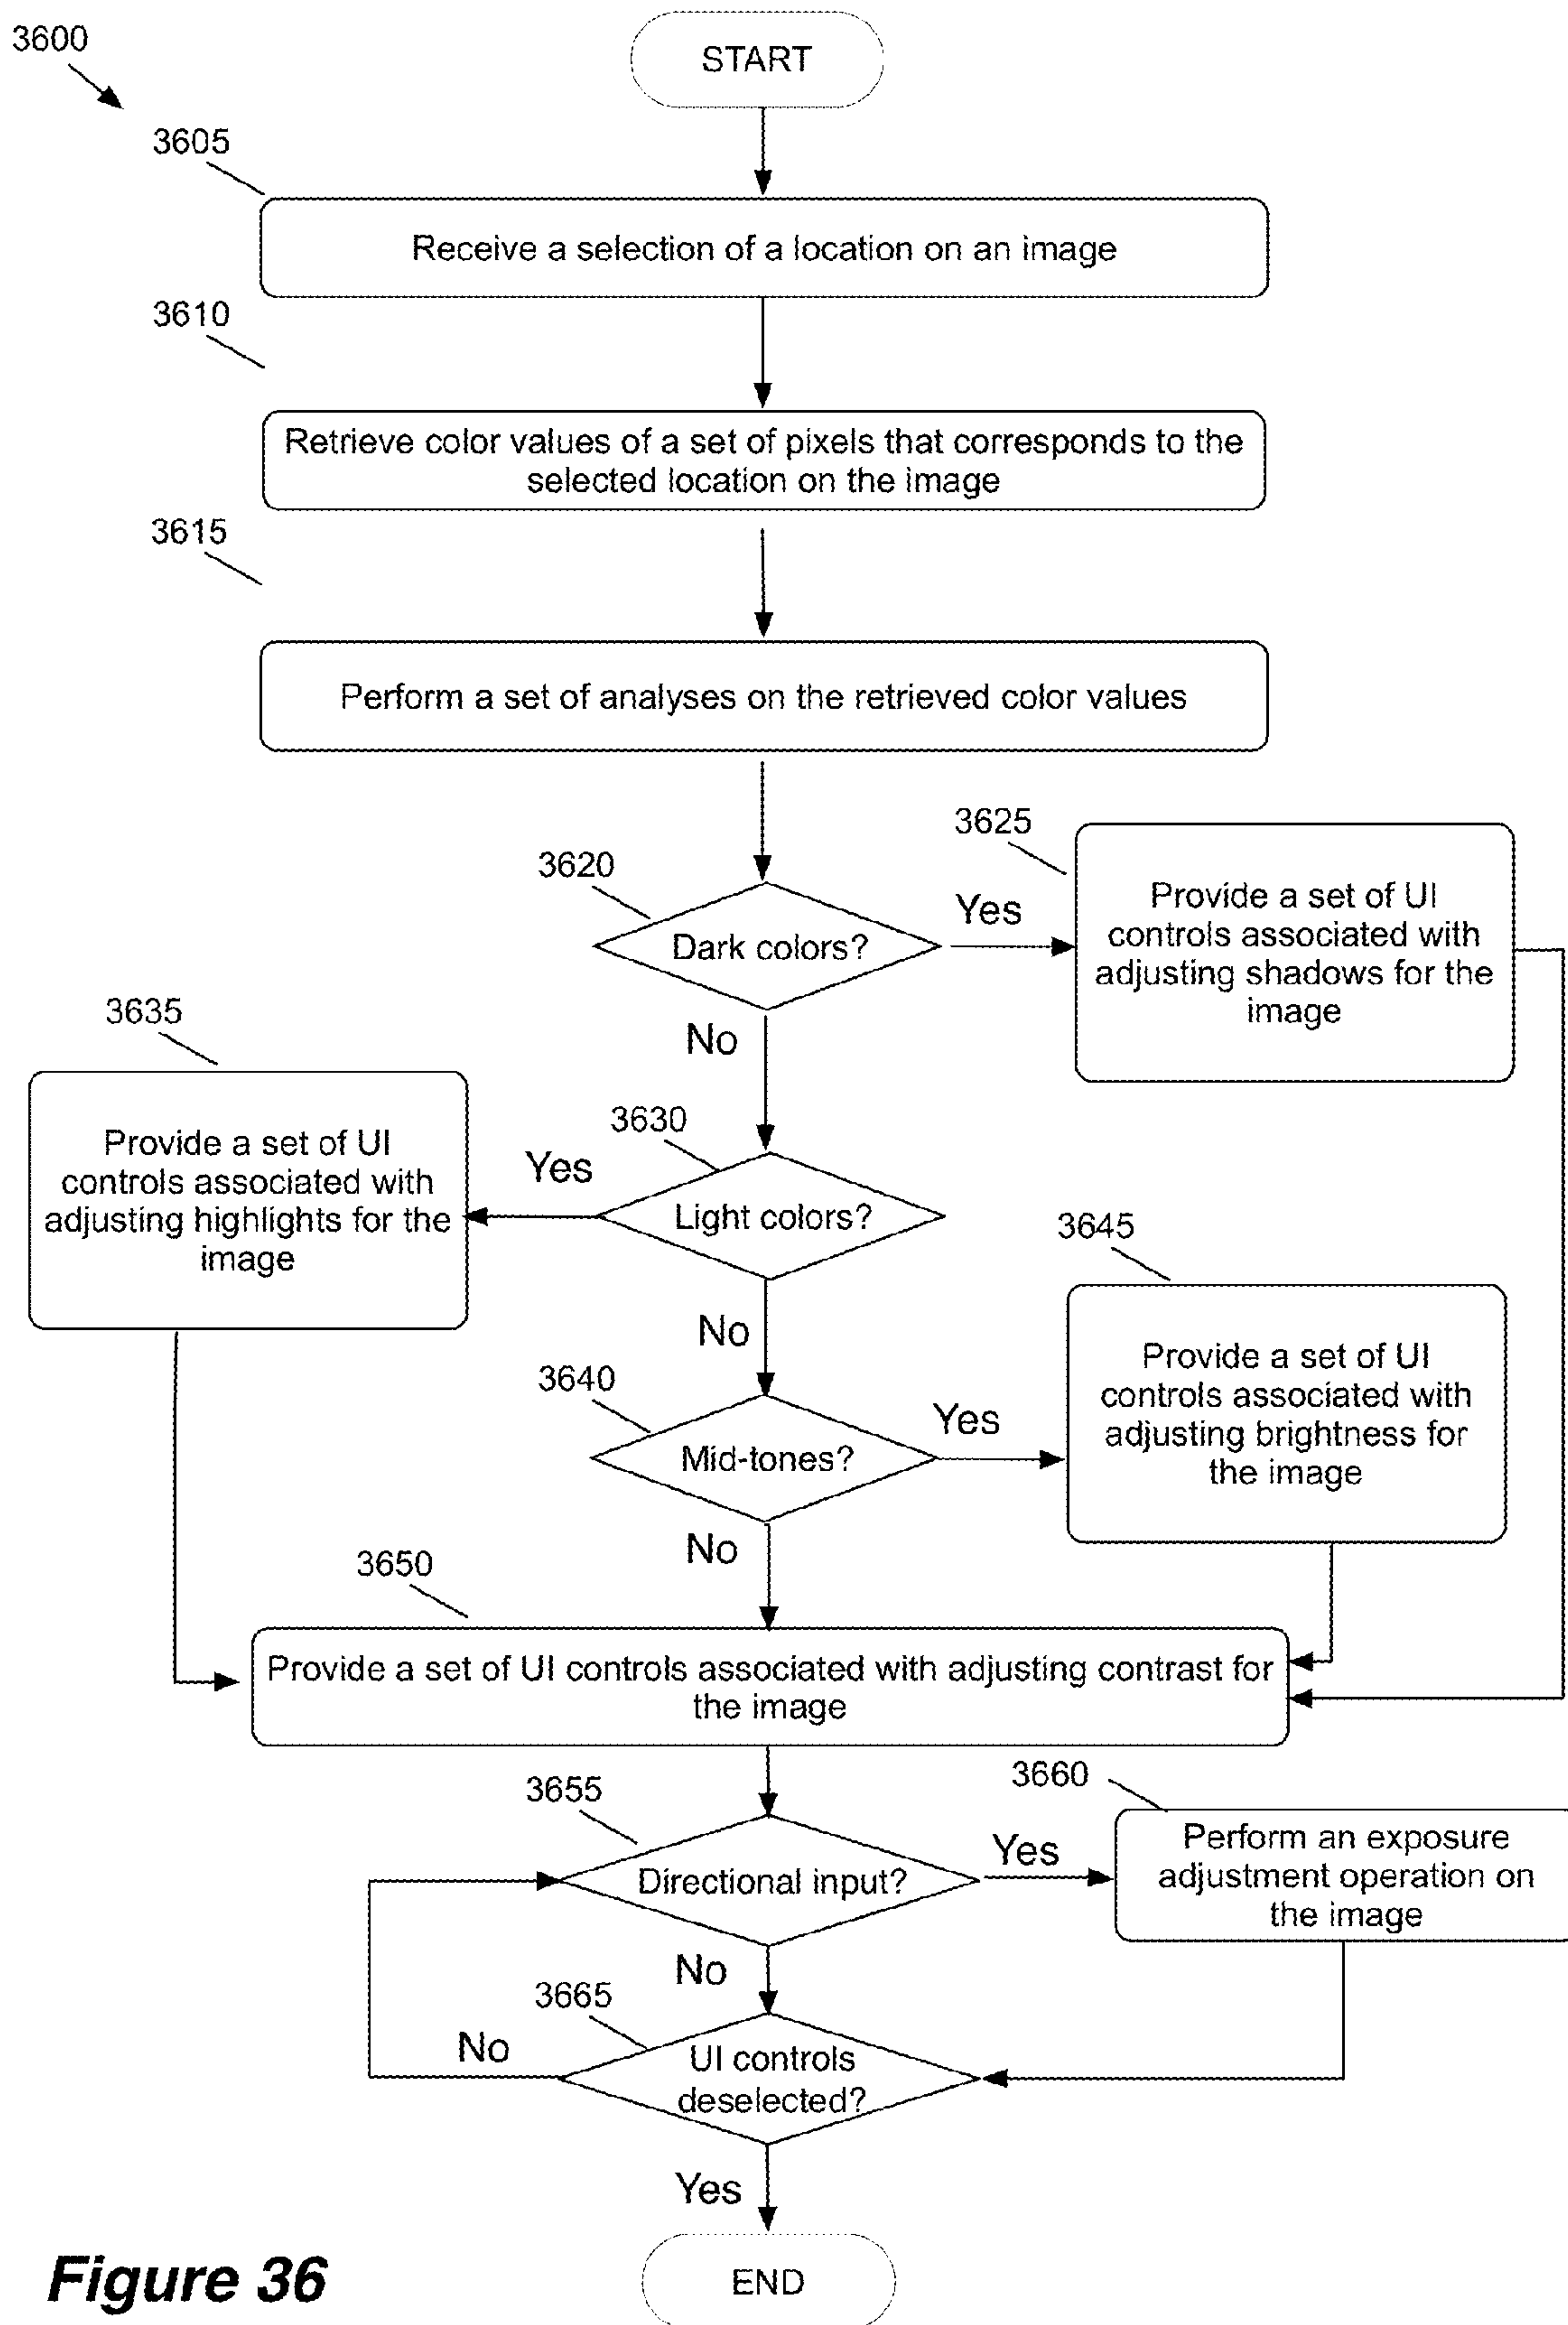 3600
START
3605
Receive a selection of a location on an image
3610
Retrieve color values of a set of pixels that corresponds to the
selected location on the image
3615
Perform a set of analyses on the retrieved color values
3620
Dark colors?
Yes
3625
Provide a set of UI
controls associated with
adjusting shadows for the
image
No
3635
Provide a set of UI
controls associated with
adjusting highlights for the
image
3630
Yes
Light colors?
No
3645
Provide a set of UI
controls associated with
adjusting brightness for
the image
3640
Mid-tones?
Yes
No
3650
Provide a set of UI controls associated with adjusting contrast for
the image
3655
Directional input?
Yes
3660
Perform an exposure
adjustment operation on
the image
No
3665
UI controls
deselected?
No
Yes
END
Figure 36